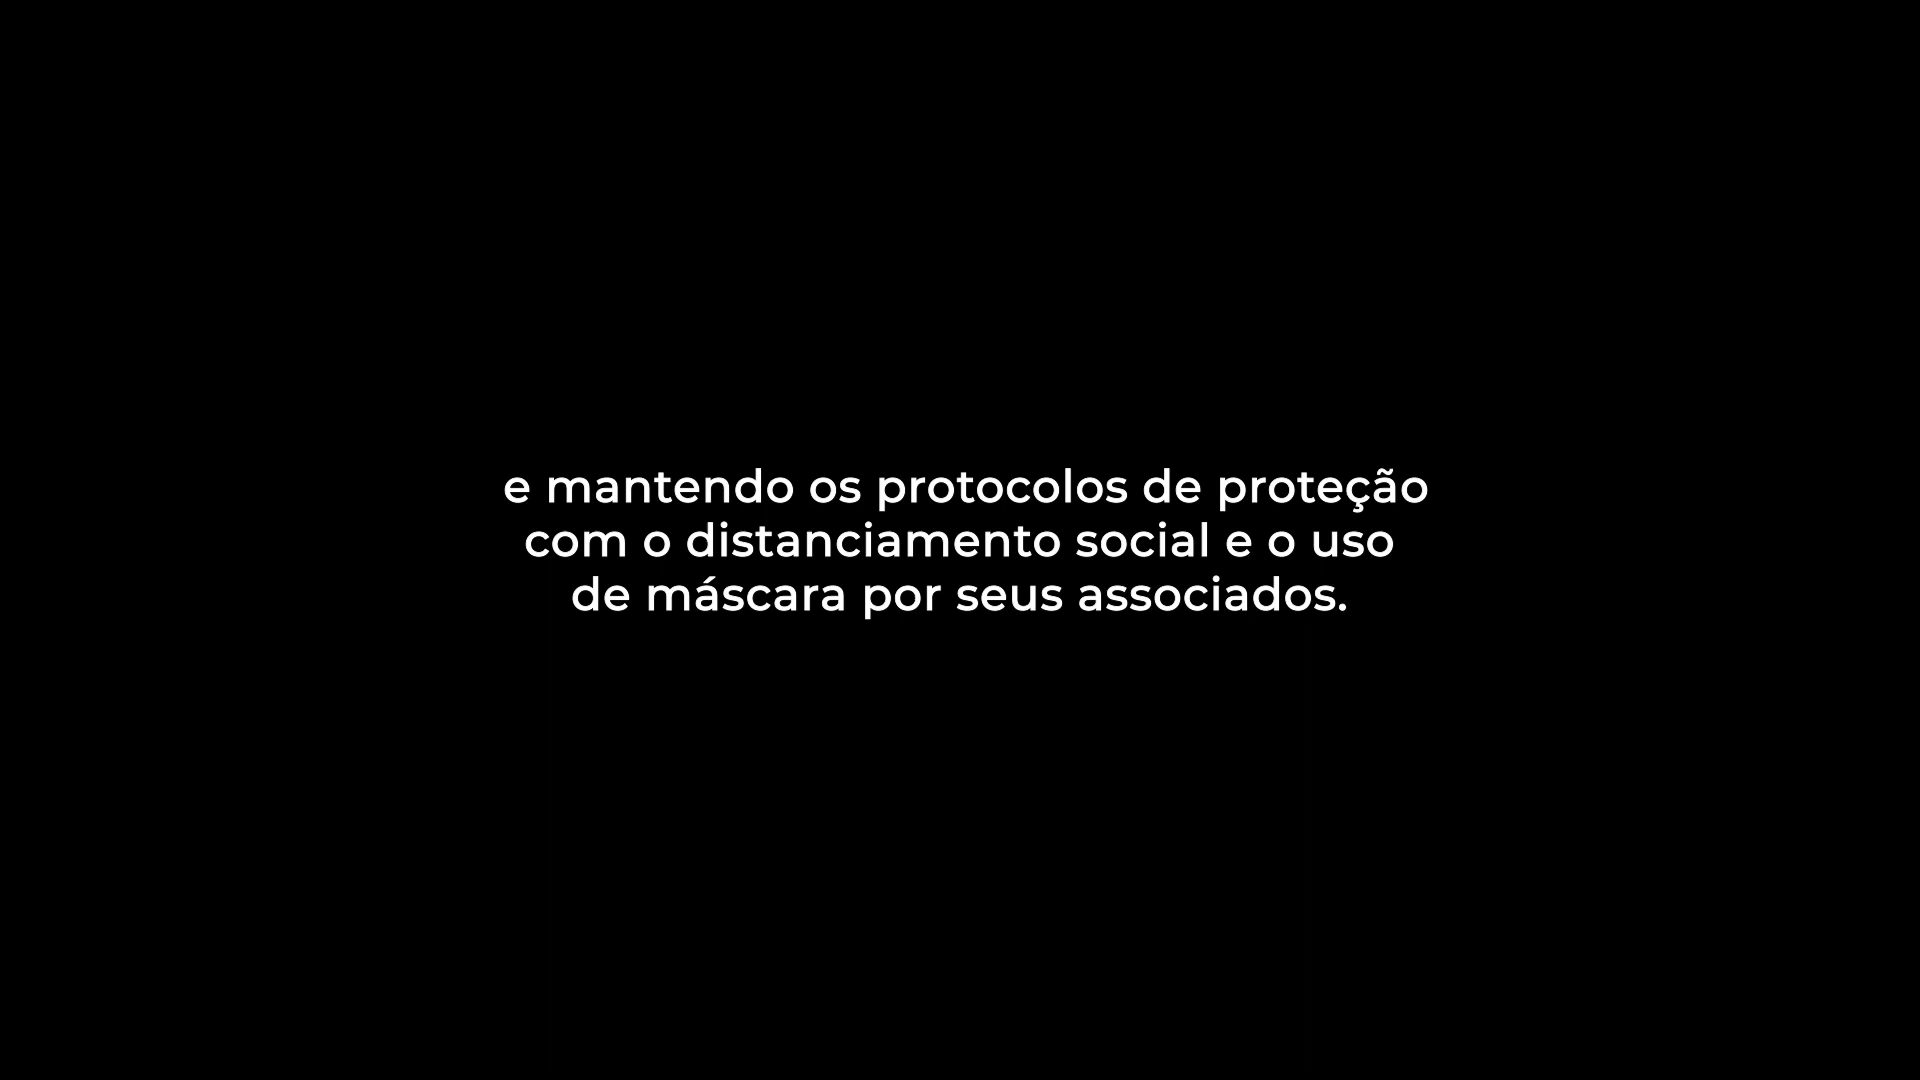 e mantendo os protocolos de proteção
com o distanciamento social e o uso
de máscara por seus associados.